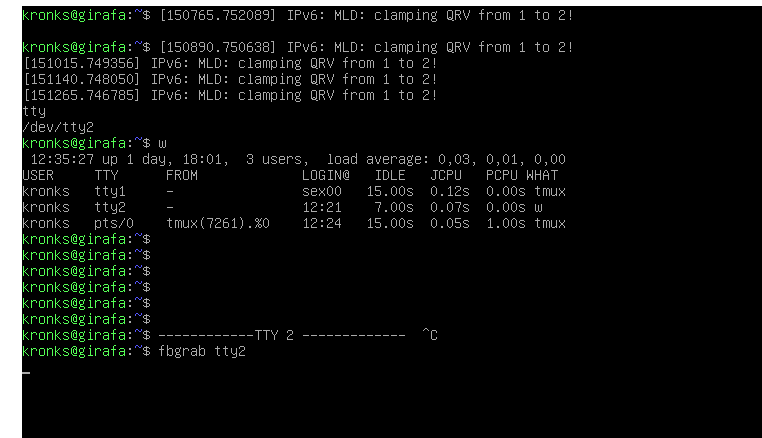 kronks@girafa:~$ [150765.752089] IPv6: MLD: clamping QRV from 1 to 2!
kronks@girafa:~$ [150890.750638] IPv6: MLD: clamping QRV from 1 to 2!
[151015.749356] IPv6: MLD: clamping QRV from 1 to 2!
[151140.748050] IPv6: MLD: clamping QRV from 1 to 2!
[151265.746785] IPv6: MLD: clamping QRV from 1 to 2!
tty
/dev/tty2
kronks@girafa:~$ w
 12:35:27 up 1 day, 18:01,  3 users,  load average: 0,03, 0,01, 0,00
USER     TTY      FROM             LOGIN@   IDLE   JCPU   PCPU WHAT
kronks   tty1     -                sex00   15.00s  0.12s  0.00s tmux
kronks   tty2     -                12:21    7.00s  0.07s  0.00s w
kronks   pts/0    tmux(7261).%0    12:24   15.00s  0.05s  1.00s tmux
kronks@girafa:~$
kronks@girafa:~$
kronks@girafa:~$
kronks@girafa:~$
kronks@girafa:~$
kronks@girafa:~$
kronks@girafa:~$ ------------TTY 2 -------------  ^C
kronks@girafa:~$ fbgrab tty2